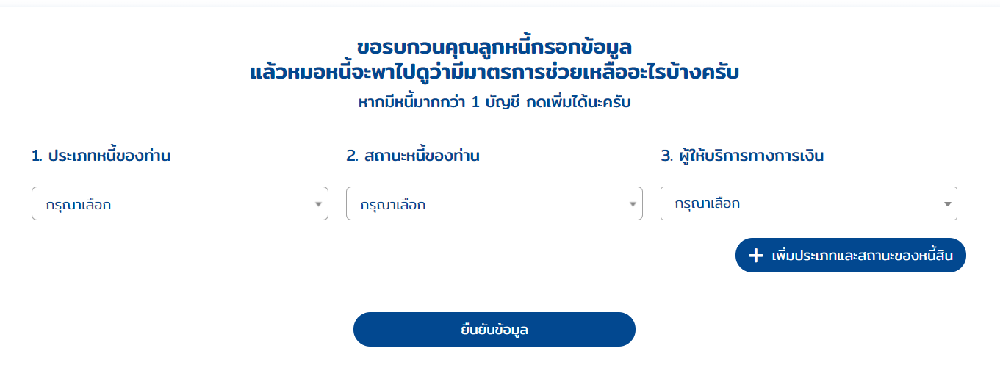 ขอรบกวนคุณลูกหนี้กรอกข้อมูล
แล้วหมอหนี้จะพาไปดูว่ามีมาตรการช่วยเหลืออะไรบ้างครับ
หากมีหนี้มากกว่า 1 บัญชี กดเพิ่มได้นะครับ
1. ประเภทหนี้ของท่าน
กรุณาเลือก
2. สถานะหนี้ของท่าน
กรุณาเลือก
3. ผู้ให้บริการทางการเงิน
กรุณาเลือก
+ เพิ่มประเภทและสถานะของหนี้สิน
ยืนยันข้อมูล